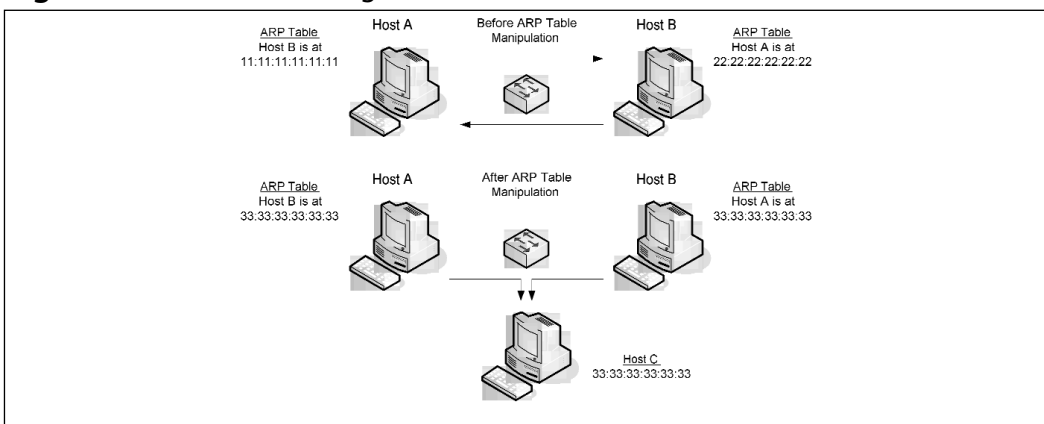 Host A
Before ARP Table
Manipulation
Host B
ARP Table
Host B is at
11:11:11:11:11:11
ARP Table
Host A is at
22:22:22:22:22:22
Host A
After ARP Table
Manipulation
Host B
ARP Table
Host B is at
33:33:33:33:33:33
ARP Table
Host A is at
33:33:33:33:33:33
Host C
33:33:33:33:33:33